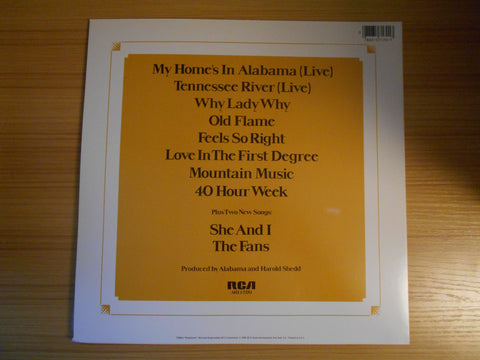 My Home's In Alabama (Live)
Tennessee River (Live)
Why Lady Why
Old Flame
Feels So Right
Love In The First Degree
Mountain Music
40 Hour Week
Plus Two New Songs:
She And I
The Fans
Produced by Alabama and Harold Shedd
RCA